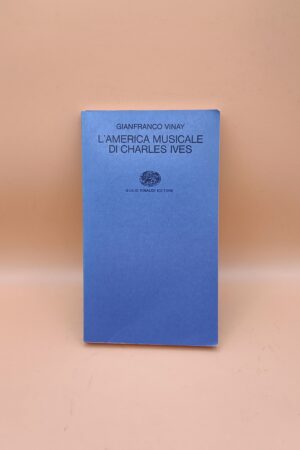 GIANFRANCO VINAY
L'AMERICA MUSICALE
DI CHARLES IVES
GIULIO EINAUDI EDITORE